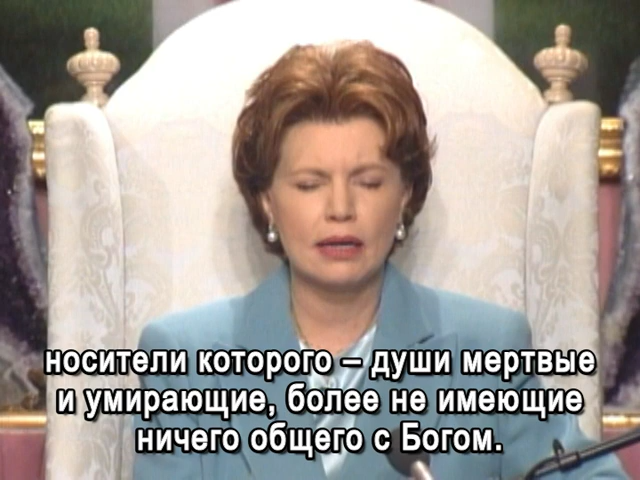 носители которого – души мертвые
и умирающие, более не имеющие
ничего общего с Богом.